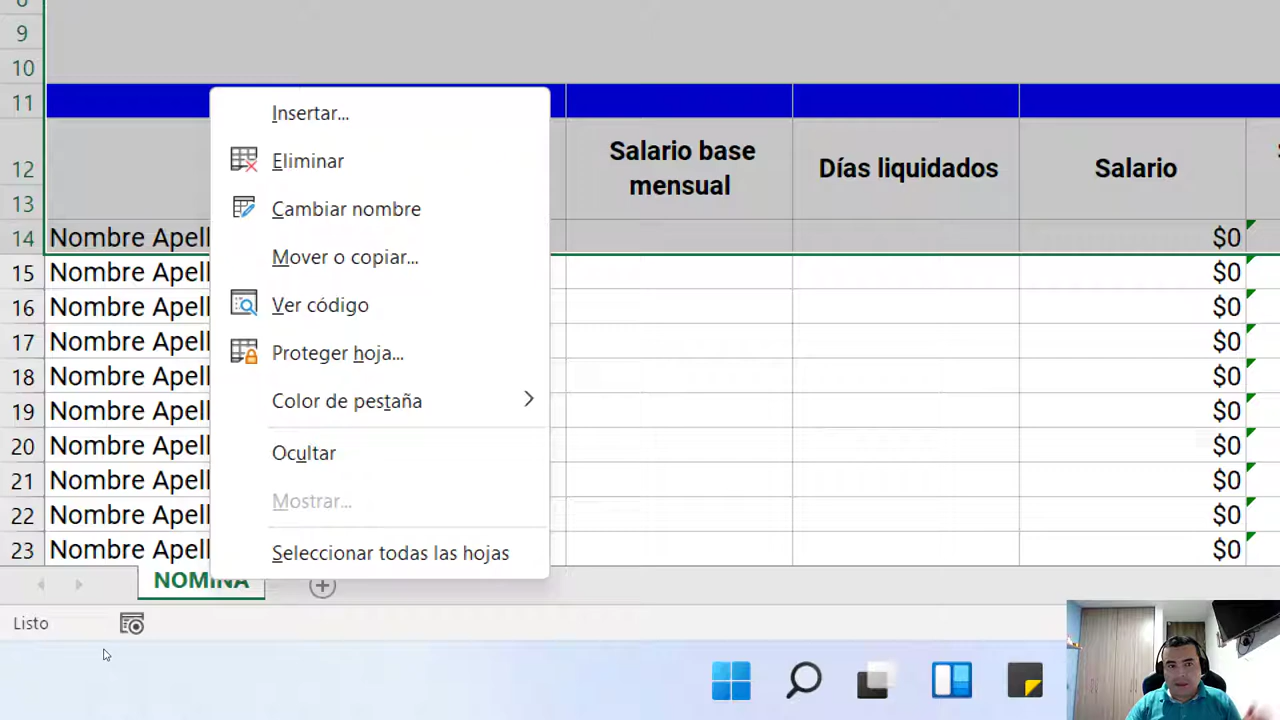 8
9
10
11
12
Salario base
mensual
Días liquidados
Salario
13
14
Nombre Apell
$0
15
Nombre Apell
$0
16
Nombre Apell
$0
17
Nombre Apell
$0
18
Nombre Apell
$0
19
Nombre Apell
$0
20
Nombre Apell
$0
21
Nombre Apell
$0
22
Nombre Apell
$0
23
Nombre Apell
$0
Insertar...
Eliminar
Cambiar nombre
Mover o copiar...
Ver código
Proteger hoja...
Color de pestaña
Ocultar
Mostrar...
Seleccionar todas las hojas
NOMINA
Listo